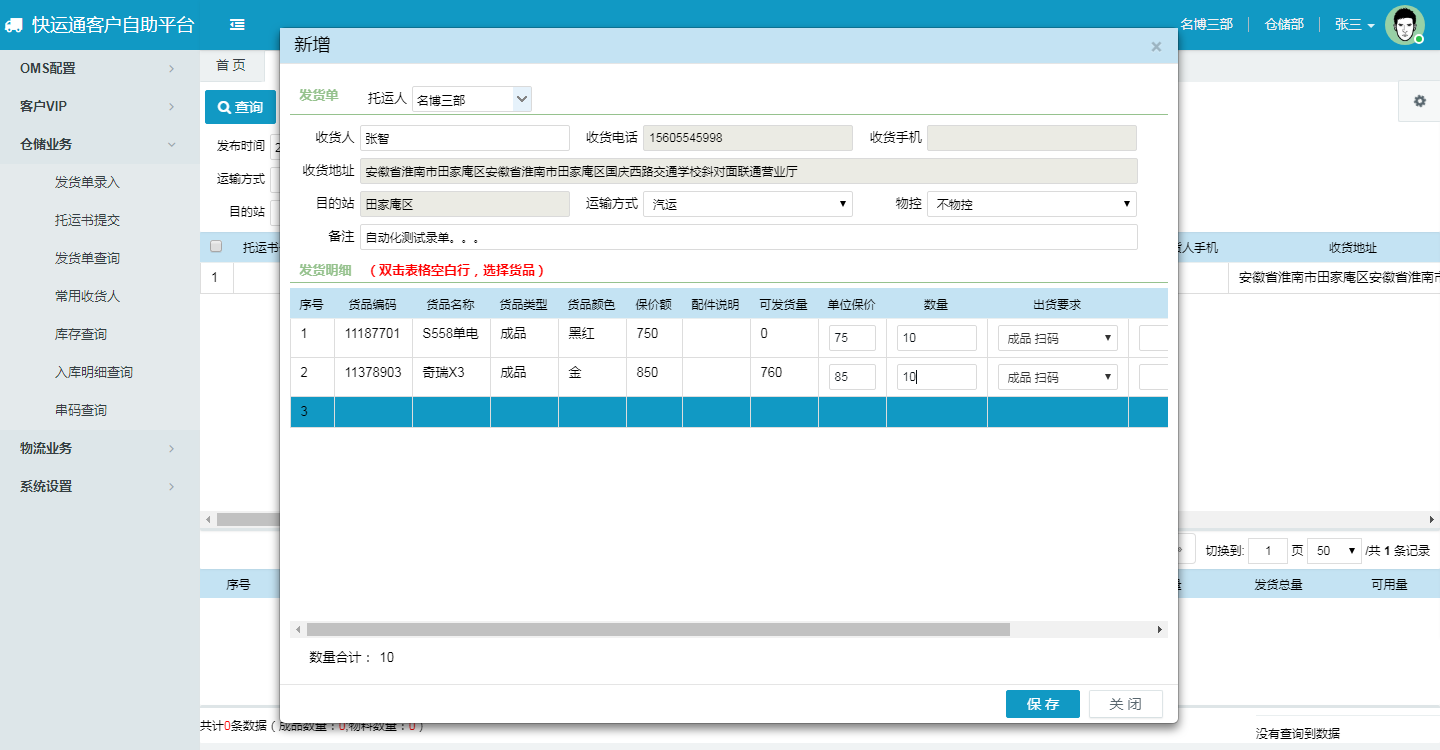 快运通客户自助平台
名博三部 仓储部 张三
OMS配置
客户VIP
仓储业务
发货单录入
托运书提交
发货单查询
常用收货人
库存查询
入库明细查询
串码查询
物流业务
系统设置
首 页
查询
发布时间 2
运输方式
目的站
托运书
人手机 收货地址
1 安徽省淮南市田家庵区安徽省淮南市
新增
×
发货单 托运人 名博三部
收货人 张智 收货电话 15605545998 收货手机
收货地址 安徽省淮南市田家庵区安徽省淮南市田家庵区国庆西路交通学校斜对面联通营业厅
目的站 田家庵区 运输方式 汽运 物控 不物控
备注 自动化测试录单。。。
发货明细 （双击表格空白行，选择货品）
序号 货品编码 货品名称 货品类型 货品颜色 保价额 配件说明 可发货量 单位保价 数量 出货要求
1 11187701 S558单电 成品 黑红 750 0 75 10 成品 扫码
2 11378903 奇瑞X3 成品 金 850 760 85 10 成品 扫码
3
数量合计： 10
保 存 关 闭
» 切换到: 1 页 50 /共 1 条记录
序号 发货总量 可用量
共计0条数据（成品数量：0;物料数量：0 ）
没有查询到数据